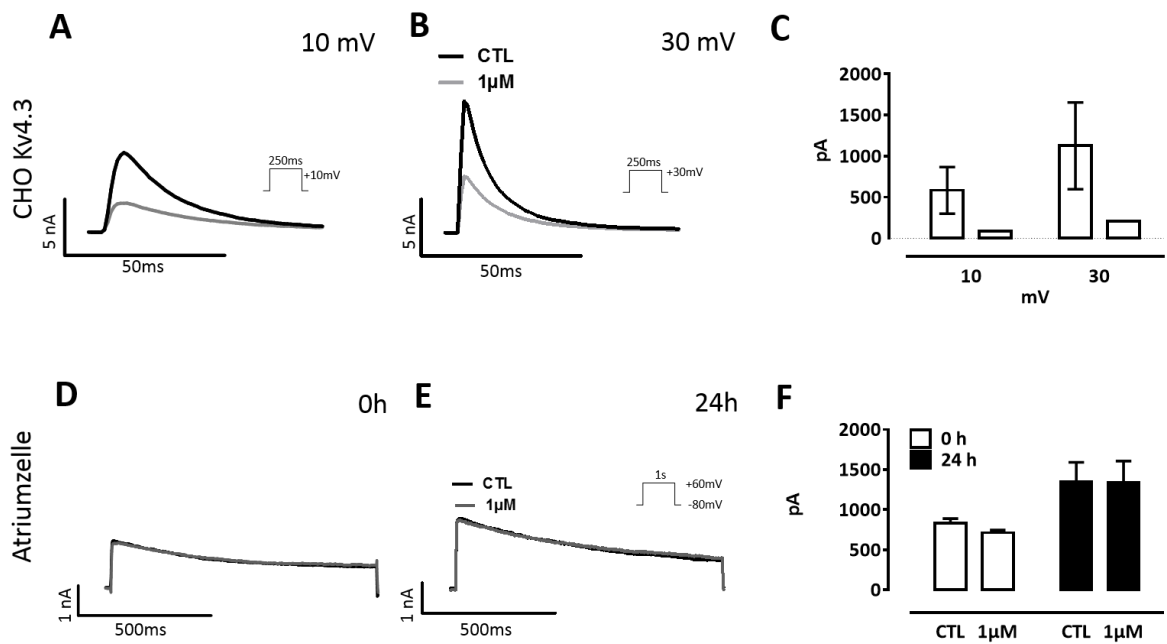 A
10 mV
CHO Kv4.3
250ms
+10mV
5 nA
50ms
B
30 mV
CTL
1µM
250ms
+30mV
5 nA
50ms
C
2000
1500
1000
500
0
pA
10
30
mV
D
0h
Atriumzelle
1 nA
500ms
E
24h
CTL
1µM
1s
+60mV
-80mV
1 nA
500ms
F
2000
1500
1000
500
0
pA
0 h
24 h
CTL 1µM CTL 1µM